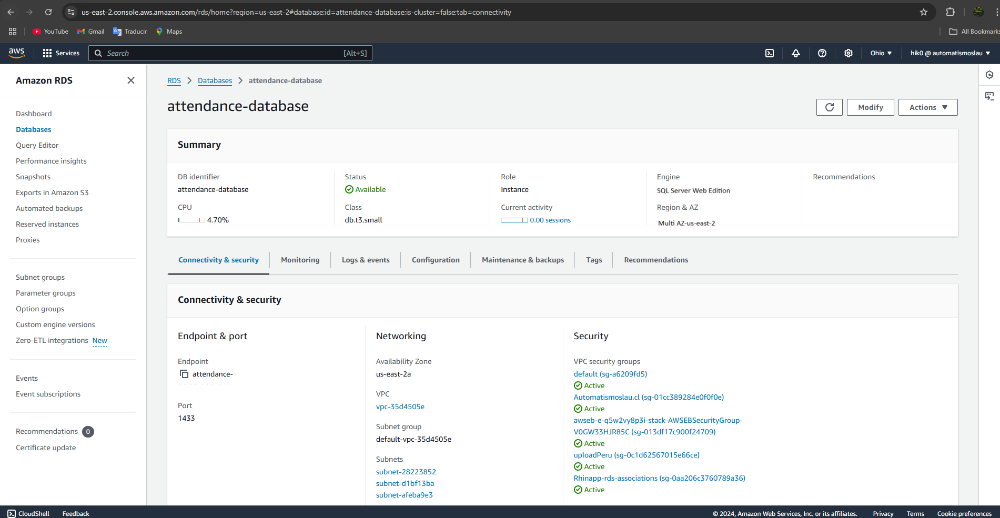 us-east-2.console.aws.amazon.com/rds/home?region=us-east-2#database:id=attendance-database;is-cluster=false;tab=connectivity
YouTube Gmail Traducir Maps All Bookmarks
aws Services Search [Alt+S] Ohio hik0 @ automatismoslau
Amazon RDS
Dashboard
Databases
Query Editor
Performance insights
Snapshots
Exports in Amazon S3
Automated backups
Reserved instances
Proxies
Subnet groups
Parameter groups
Option groups
Custom engine versions
Zero-ETL integrations New
Events
Event subscriptions
Recommendations 0
Certificate update
RDS Databases attendance-database
attendance-database
Modify Actions
Summary
DB identifier
attendance-database
CPU
4.70%
Status
Available
Class
db.t3.small
Role
Instance
Current activity
0.00 sessions
Engine
SQL Server Web Edition
Region & AZ
Multi AZ-us-east-2
Recommendations
Connectivity & security Monitoring Logs & events Configuration Maintenance & backups Tags Recommendations
Connectivity & security
Endpoint & port
Endpoint
attendance-
Port
1433
Networking
Availability Zone
us-east-2a
VPC
vpc-35d4505e
Subnet group
default-vpc-35d4505e
Subnets
subnet-28223852
subnet-d1bf13ba
subnet-afeba9e3
Security
VPC security groups
default (sg-a6209fd5)
Active
Automatismoslau.cl (sg-01cc389284e0f0f0e)
Active
awseb-e-q5w2vy8p3i-stack-AWSEBSecurityGroup-
V0GW33HJR85C (sg-013df17c900f24709)
Active
uploadPeru (sg-0c1d62567015e66ce)
Active
Rhinapp-rds-associations (sg-0aa206c3760789a36)
Active
CloudShell Feedback © 2024, Amazon Web Services, Inc. or its affiliates. Privacy Terms Cookie preferences